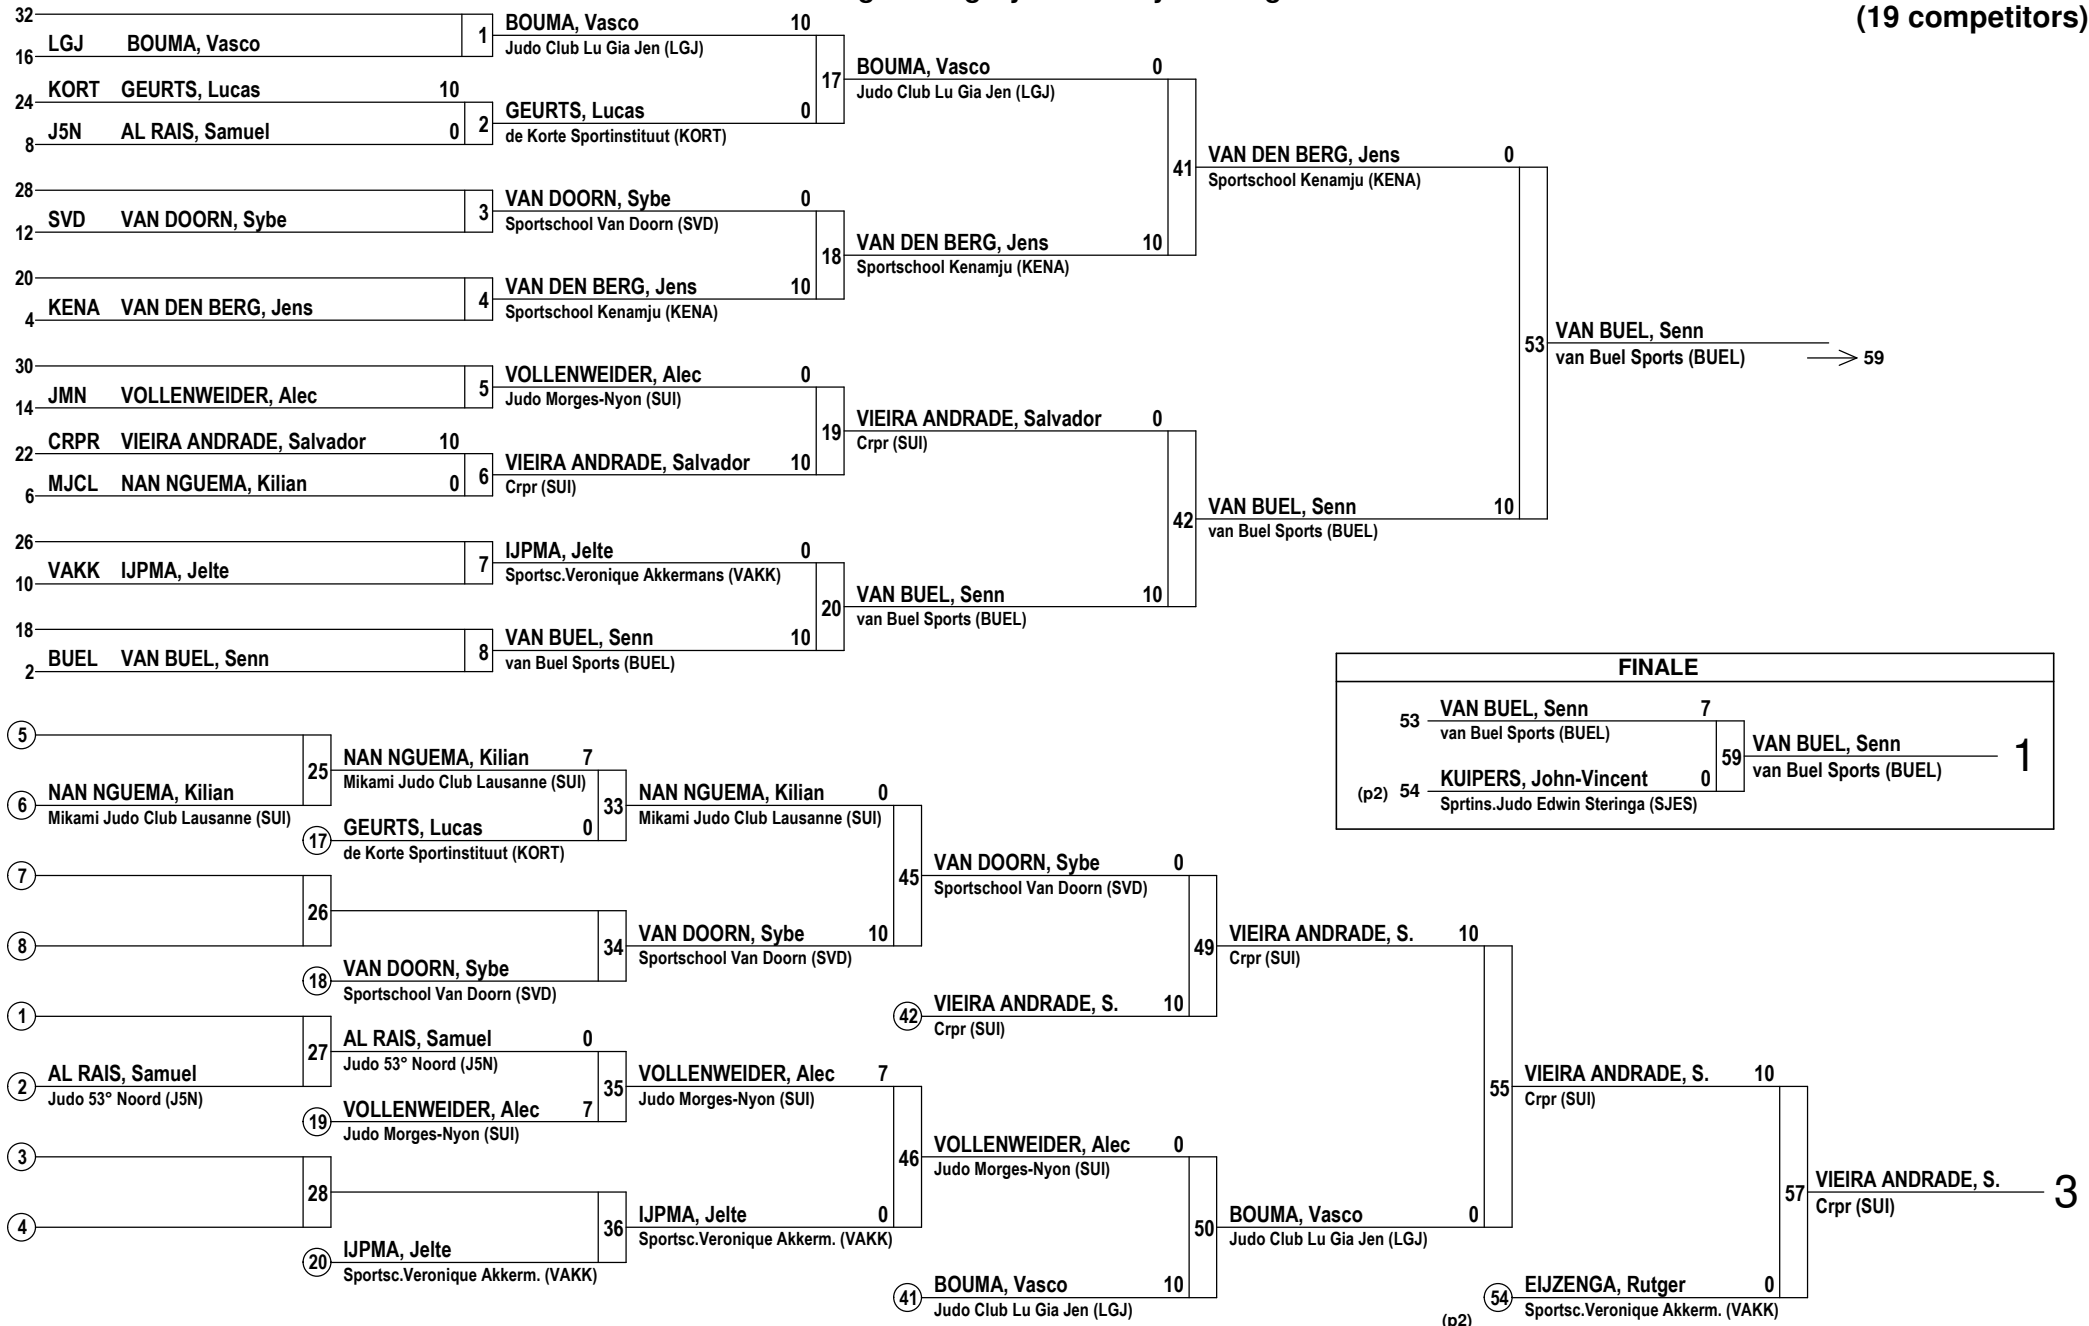 (19 competitors)
32
LGJ BOUMA, Vasco
16
1
BOUMA, Vasco 10
Judo Club Lu Gia Jen (LGJ)
KORT GEURTS, Lucas 10
24
J5N AL RAIS, Samuel 0
8
2
GEURTS, Lucas 0
de Korte Sportinstituut (KORT)
17
BOUMA, Vasco 0
Judo Club Lu Gia Jen (LGJ)
28
SVD VAN DOORN, Sybe
12
3
VAN DOORN, Sybe 0
Sportschool Van Doorn (SVD)
20
KENA VAN DEN BERG, Jens
4
4
VAN DEN BERG, Jens 10
Sportschool Kenamju (KENA)
18
VAN DEN BERG, Jens 10
Sportschool Kenamju (KENA)
41
VAN DEN BERG, Jens 0
Sportschool Kenamju (KENA)
30
JMN VOLLENWEIDER, Alec
14
5
VOLLENWEIDER, Alec 0
Judo Morges-Nyon (SUI)
CRPR VIEIRA ANDRADE, Salvador 10
22
MJCL NAN NGUEMA, Kilian 0
6
6
VIEIRA ANDRADE, Salvador 10
Crpr (SUI)
19
VIEIRA ANDRADE, Salvador 0
Crpr (SUI)
26
VAKK IJPMA, Jelte
10
7
IJPMA, Jelte 0
Sportsc.Veronique Akkermans (VAKK)
18
BUEL VAN BUEL, Senn
2
8
VAN BUEL, Senn 10
van Buel Sports (BUEL)
20
VAN BUEL, Senn 10
van Buel Sports (BUEL)
42
VAN BUEL, Senn 10
van Buel Sports (BUEL)
53
VAN BUEL, Senn
van Buel Sports (BUEL) 59
FINALE
53 VAN BUEL, Senn 7
van Buel Sports (BUEL)
(p2) 54 KUIPERS, John-Vincent 0
Sprtins.Judo Edwin Steringa (SJES)
59
VAN BUEL, Senn 1
van Buel Sports (BUEL)
5
6
NAN NGUEMA, Kilian
Mikami Judo Club Lausanne (SUI)
25
NAN NGUEMA, Kilian 7
Mikami Judo Club Lausanne (SUI)
17
GEURTS, Lucas 0
de Korte Sportinstituut (KORT)
33
NAN NGUEMA, Kilian 0
Mikami Judo Club Lausanne (SUI)
7
8
26
18
VAN DOORN, Sybe
Sportschool Van Doorn (SVD)
34
VAN DOORN, Sybe 10
Sportschool Van Doorn (SVD)
45
VAN DOORN, Sybe 0
Sportschool Van Doorn (SVD)
42
VIEIRA ANDRADE, S. 10
Crpr (SUI)
49
VIEIRA ANDRADE, S. 10
Crpr (SUI)
1
2
AL RAIS, Samuel
Judo 53° Noord (J5N)
27
AL RAIS, Samuel 0
Judo 53° Noord (J5N)
19
VOLLENWEIDER, Alec 7
Judo Morges-Nyon (SUI)
35
VOLLENWEIDER, Alec 7
Judo Morges-Nyon (SUI)
3
4
28
20
IJPMA, Jelte
Sportsc.Veronique Akkerm. (VAKK)
36
IJPMA, Jelte 0
Sportsc.Veronique Akkerm. (VAKK)
46
VOLLENWEIDER, Alec 0
Judo Morges-Nyon (SUI)
41
BOUMA, Vasco 10
Judo Club Lu Gia Jen (LGJ)
50
BOUMA, Vasco 0
Judo Club Lu Gia Jen (LGJ)
55
VIEIRA ANDRADE, S. 10
Crpr (SUI)
54
(p2)
EIJZENGA, Rutger 0
Sportsc.Veronique Akkerm. (VAKK)
57
VIEIRA ANDRADE, S. 3
Crpr (SUI)